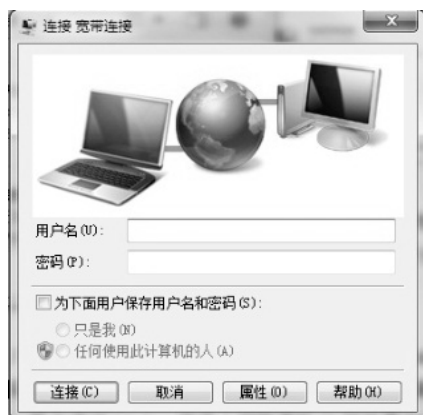 连接 宽带连接
用户名(U):
密码(P):
为下面用户保存用户名和密码(S):
只是我(N)
任何使用此计算机的人(A)
连接(C) 取消 属性(O) 帮助(H)